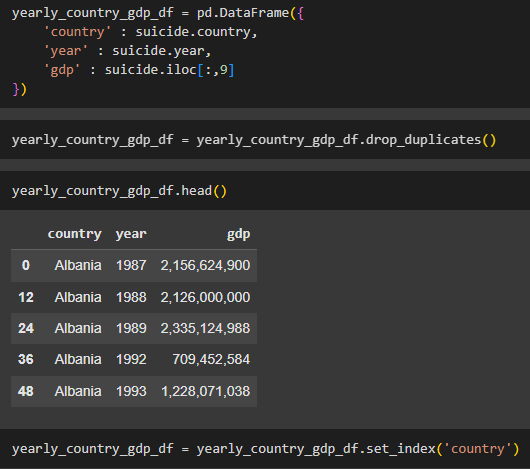 yearly_country_gdp_df = pd.DataFrame({
    'country' : suicide.country,
    'year' : suicide.year,
    'gdp' : suicide.iloc[:,9]
})
yearly_country_gdp_df = yearly_country_gdp_df.drop_duplicates()
yearly_country_gdp_df.head()
country year gdp
0 Albania 1987 2,156,624,900
12 Albania 1988 2,126,000,000
24 Albania 1989 2,335,124,988
36 Albania 1992 709,452,584
48 Albania 1993 1,228,071,038
yearly_country_gdp_df = yearly_country_gdp_df.set_index('country')